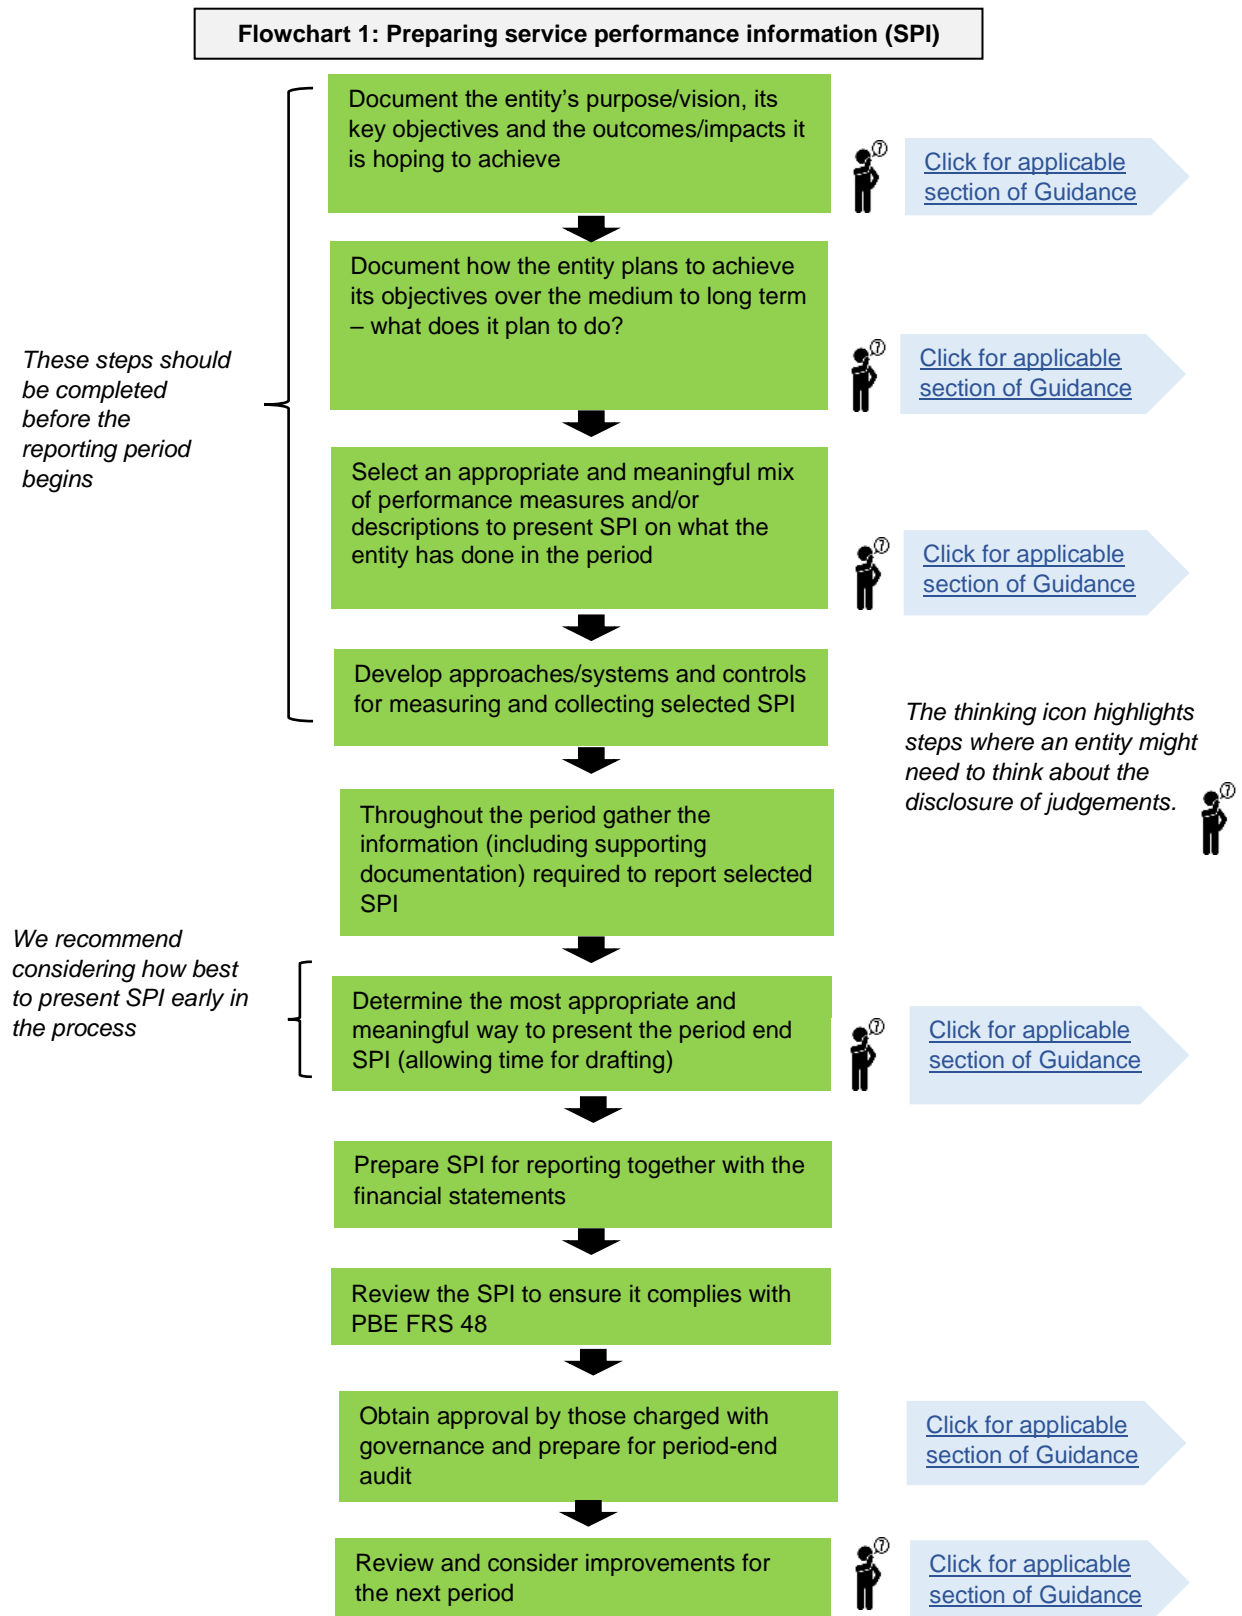 Flowchart 1: Preparing service performance information (SPI)
Document the entity’s purpose/vision, its
key objectives and the outcomes/impacts it
is hoping to achieve
Click for applicable
section of Guidance
Document how the entity plans to achieve
its objectives over the medium to long term
– what does it plan to do?
Click for applicable
section of Guidance
These steps should
be completed
before the
reporting period
begins
Select an appropriate and meaningful mix
of performance measures and/or
descriptions to present SPI on what the
entity has done in the period
Click for applicable
section of Guidance
Develop approaches/systems and controls
for measuring and collecting selected SPI
The thinking icon highlights
steps where an entity might
need to think about the
disclosure of judgements.
Throughout the period gather the
information (including supporting
documentation) required to report selected
SPI
We recommend
considering how best
to present SPI early in
the process
Determine the most appropriate and
meaningful way to present the period end
SPI (allowing time for drafting)
Click for applicable
section of Guidance
Prepare SPI for reporting together with the
financial statements
Review the SPI to ensure it complies with
PBE FRS 48
Obtain approval by those charged with
governance and prepare for period-end
audit
Click for applicable
section of Guidance
Review and consider improvements for
the next period
Click for applicable
section of Guidance